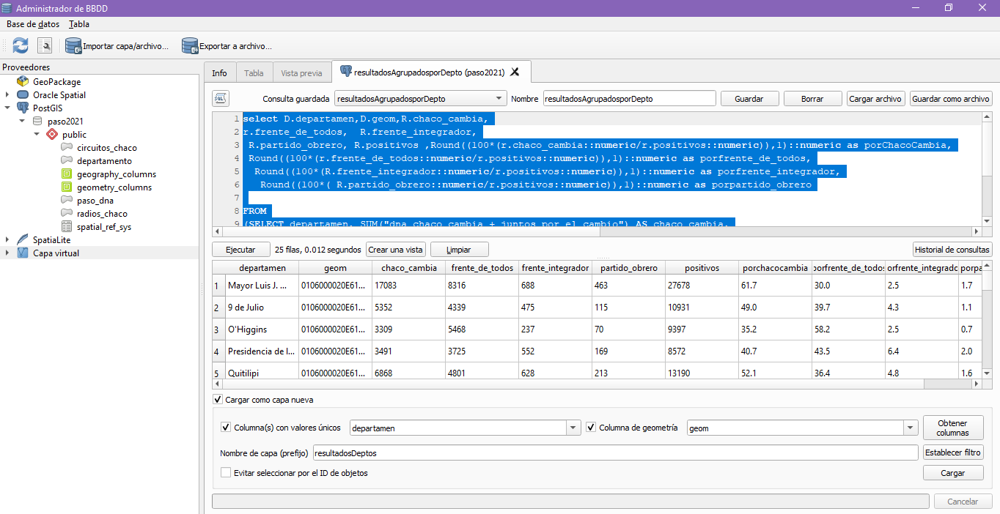 Administrador de BBDD
Base de datos Tabla
Importar capa/archivo... Exportar a archivo...
Proveedores
GeoPackage
Oracle Spatial
PostGIS
paso2021
public
circuitos_chaco
departamento
geography_columns
geometry_columns
paso_dna
radios_chaco
spatial_ref_sys
SpatiaLite
Capa virtual
Info Tabla Vista previa resultadosAgrupadosporDepto (paso2021)
SQL Consulta guardada resultadosAgrupadosporDepto Nombre resultadosAgrupadosporDepto Guardar Borrar Cargar archivo Guardar como archivo
1 select D.departamen,D.geom,R.chaco_cambia,
2 r.frente_de_todos, R.frente_integrador,
3 R.partido_obrero, R.positivos ,Round((100*(r.chaco_cambia::numeric/r.positivos::numeric)),1)::numeric as porChacoCambia,
4 Round((100*(r.frente_de_todos::numeric/r.positivos::numeric)),1)::numeric as porfrente_de_todos,
5 Round((100*(R.frente_integrador::numeric/r.positivos::numeric)),1)::numeric as porfrente_integrador,
6 Round((100*( R.partido_obrero::numeric/r.positivos::numeric)),1)::numeric as porpartido_obrero
7
8 FROM
9 (SELECT departamen, SUM("dna_chaco_cambia + juntos por el cambio") AS chaco_cambia,
Ejecutar 25 filas, 0.012 segundos Crear una vista Limpiar Historial de consultas
departamen geom chaco_cambia frente_de_todos frente_integrador partido_obrero positivos porchacocambia porfrente_de_todos orfrente_integrado porpa
1 Mayor Luis J. ... 0106000020E61... 17083 8316 688 463 27678 61.7 30.0 2.5 1.7
2 9 de Julio 0106000020E61... 5352 4339 475 115 10931 49.0 39.7 4.3 1.1
3 O'Higgins 0106000020E61... 3309 5468 237 70 9397 35.2 58.2 2.5 0.7
4 Presidencia de l... 0106000020E61... 3491 3725 552 169 8572 40.7 43.5 6.4 2.0
5 Quitilipi 0106000020E61... 6868 4801 628 213 13190 52.1 36.4 4.8 1.6
Cargar como capa nueva
Columna(s) con valores únicos departamen Columna de geometría geom Obtener columnas
Nombre de capa (prefijo) resultadosDeptos Establecer filtro
Evitar seleccionar por el ID de objetos Cargar
Cancelar